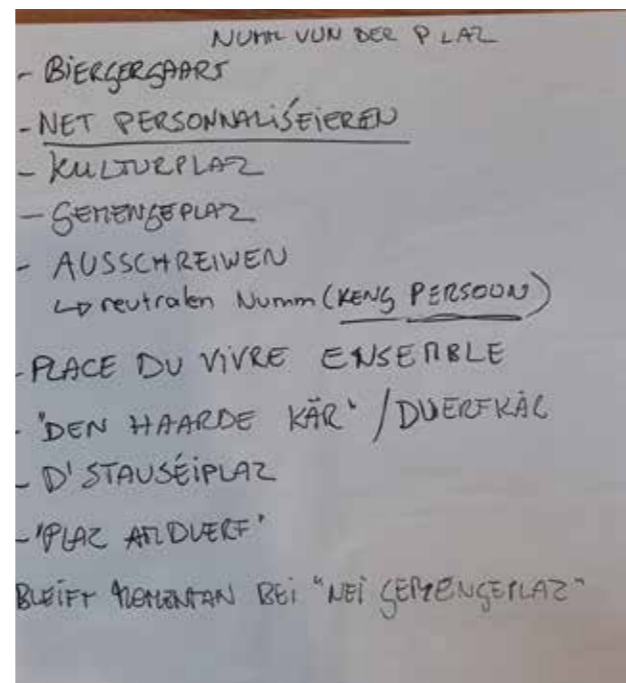 NUMM VUN DER PLAZ
- BIERGERGAART
- NET PERSONNALISÉIEREN
- KULTURPLAZ
- GEMENGEPLAZ
- AUSSCHREIWEN
↳ neutralen Numm (KENG PERSOUN)
- PLACE DU VIVRE ENSEMBLE
- 'DEN HAARDE KÄR' / DUERFKÄR
- D'STAUSÉIPLAZ
- 'PLAZ AM DUERF'
BLEIFT MOMENTAN BEI "NEI GEMENGEPLAZ"